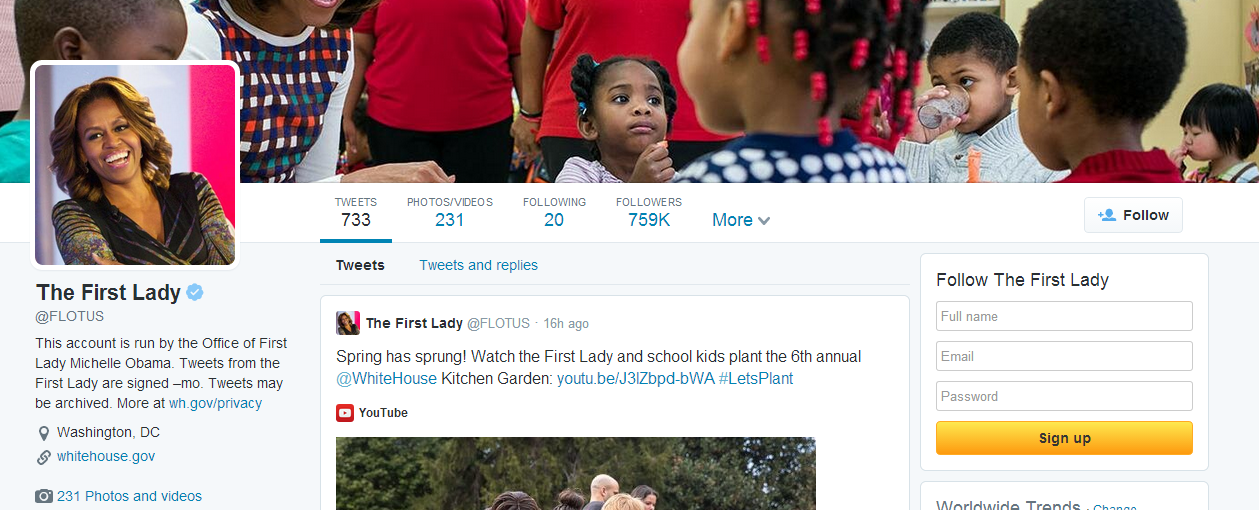 TWEETS
733
PHOTOS/VIDEOS
231
FOLLOWING
20
FOLLOWERS
759K
More
Follow
The First Lady
@FLOTUS
This account is run by the Office of First
Lady Michelle Obama. Tweets from the
First Lady are signed –mo. Tweets may
be archived. More at wh.gov/privacy
Washington, DC
whitehouse.gov
231 Photos and videos
Tweets Tweets and replies
The First Lady @FLOTUS · 16h ago
Spring has sprung! Watch the First Lady and school kids plant the 6th annual
@WhiteHouse Kitchen Garden: youtu.be/J3lZbpd-bWA #LetsPlant
YouTube
Follow The First Lady
Full name
Email
Password
Sign up
Worldwide Trends · Change